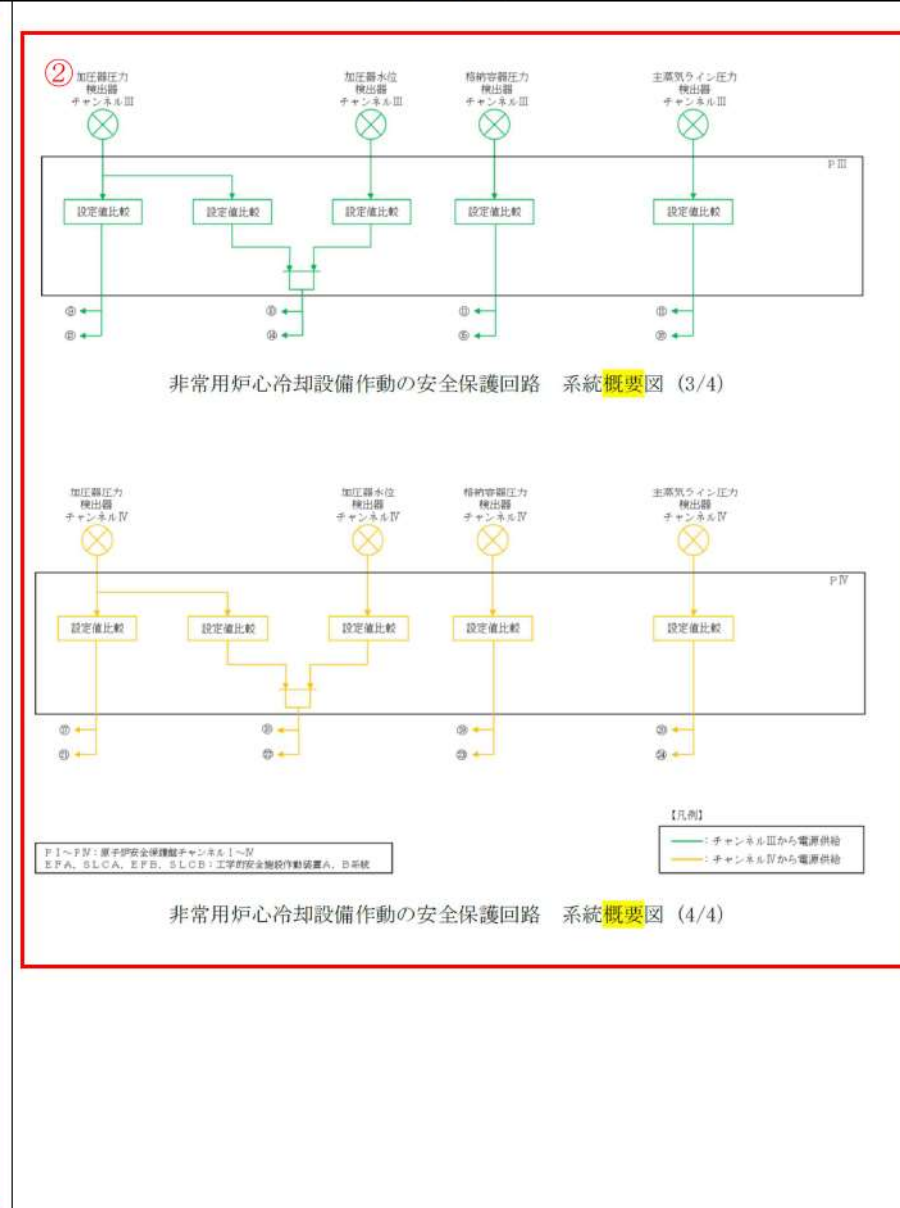 ②
加圧器圧力
検出器
チャンネルⅢ
加圧器水位
検出器
チャンネルⅢ
格納容器圧力
検出器
チャンネルⅢ
主蒸気ライン圧力
検出器
チャンネルⅢ
PⅢ
設定値比較
設定値比較
設定値比較
設定値比較
設定値比較
⑨
⑬
⑩
⑭
⑪
⑮
⑯
非常用炉心冷却設備作動の安全保護回路 系統概要図 (3/4)
加圧器圧力
検出器
チャンネルⅣ
加圧器水位
検出器
チャンネルⅣ
格納容器圧力
検出器
チャンネルⅣ
主蒸気ライン圧力
検出器
チャンネルⅣ
PⅣ
設定値比較
設定値比較
設定値比較
設定値比較
設定値比較
⑰
㉑
⑱
㉒
⑲
㉓
⑳
㉔
【凡例】
:チャンネルⅢから電源供給
:チャンネルⅣから電源供給
PⅠ~PⅣ:原子炉安全保護盤チャンネルⅠ~Ⅳ
EFA、SLCA、EFB、SLCB:工学的安全施設作動装置A、B系統
非常用炉心冷却設備作動の安全保護回路 系統概要図 (4/4)